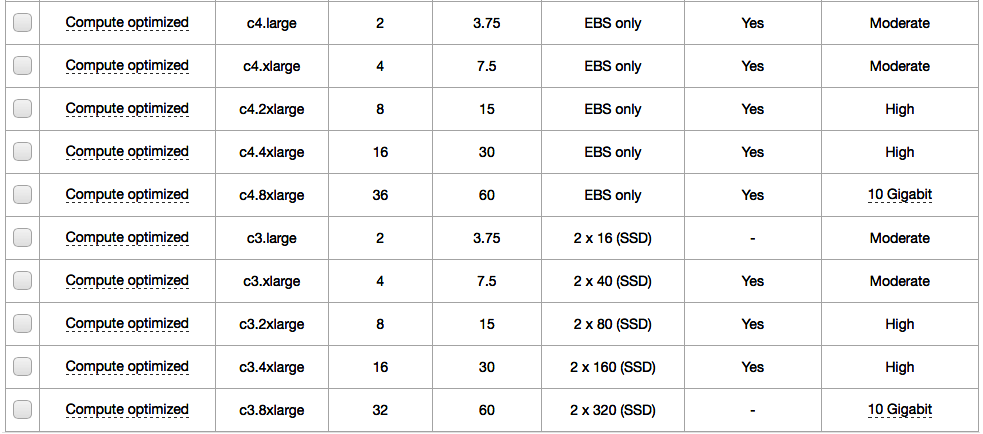 Compute optimized c4.large 2 3.75 EBS only Yes Moderate
Compute optimized c4.xlarge 4 7.5 EBS only Yes Moderate
Compute optimized c4.2xlarge 8 15 EBS only Yes High
Compute optimized c4.4xlarge 16 30 EBS only Yes High
Compute optimized c4.8xlarge 36 60 EBS only Yes 10 Gigabit
Compute optimized c3.large 2 3.75 2 x 16 (SSD) - Moderate
Compute optimized c3.xlarge 4 7.5 2 x 40 (SSD) Yes Moderate
Compute optimized c3.2xlarge 8 15 2 x 80 (SSD) Yes High
Compute optimized c3.4xlarge 16 30 2 x 160 (SSD) Yes High
Compute optimized c3.8xlarge 32 60 2 x 320 (SSD) - 10 Gigabit